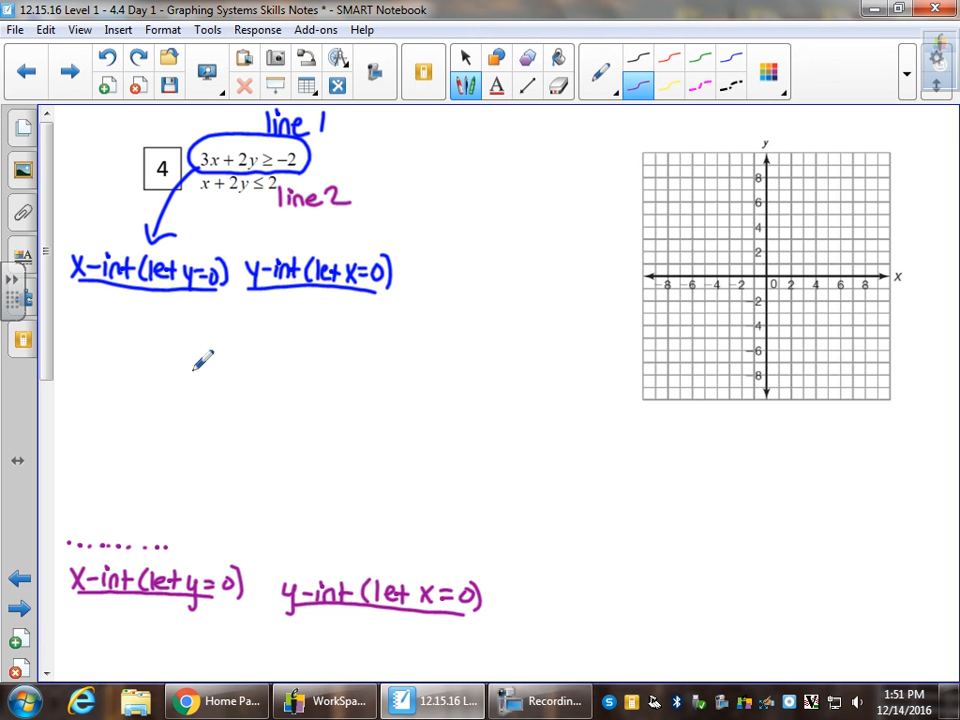 12.15.16 Level 1 - 4.4 Day 1 - Graphing Systems Skills Notes * - SMART Notebook
File Edit View Insert Format Tools Response Add-ons Help
line 1
4
3x + 2y ≥ −2
x + 2y ≤ 2
line 2
x-int (let y=0) y-int (let x=0)
y
8
6
4
2
-8 -6 -4 -2 0 2 4 6 8 x
-2
-4
-6
-8
x-int (let y=0) y-int (let x=0)
Home Pa... WorkSpa... 12.15.16 L... Recordin...
1:51 PM
12/14/2016